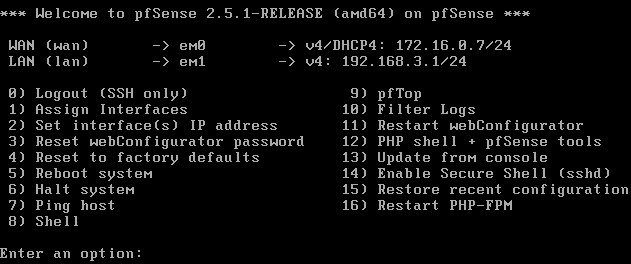 *** Welcome to pfSense 2.5.1-RELEASE (amd64) on pfSense ***
WAN (wan) -> em0 -> v4/DHCP4: 172.16.0.7/24
LAN (lan) -> em1 -> v4: 192.168.3.1/24
0) Logout (SSH only) 9) pfTop
1) Assign Interfaces 10) Filter Logs
2) Set interface(s) IP address 11) Restart webConfigurator
3) Reset webConfigurator password 12) PHP shell + pfSense tools
4) Reset to factory defaults 13) Update from console
5) Reboot system 14) Enable Secure Shell (sshd)
6) Halt system 15) Restore recent configuration
7) Ping host 16) Restart PHP-FPM
8) Shell
Enter an option: